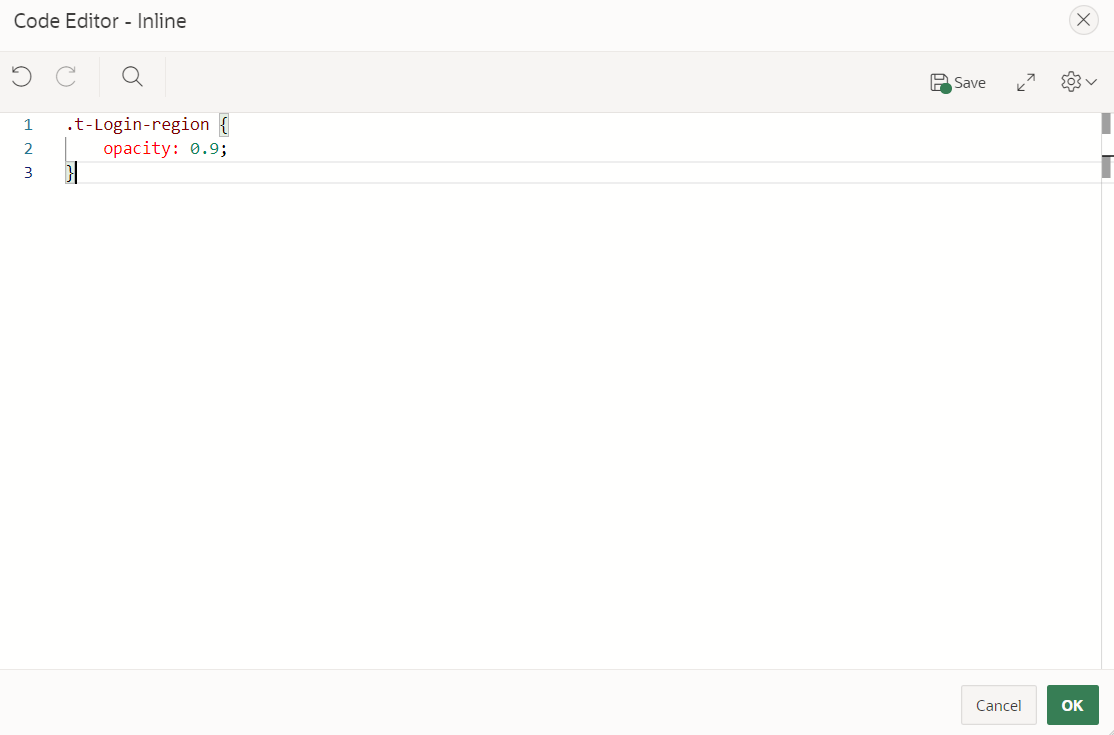 Code Editor - Inline
Save
1 .t-Login-region {
2 opacity: 0.9;
3 }
Cancel OK